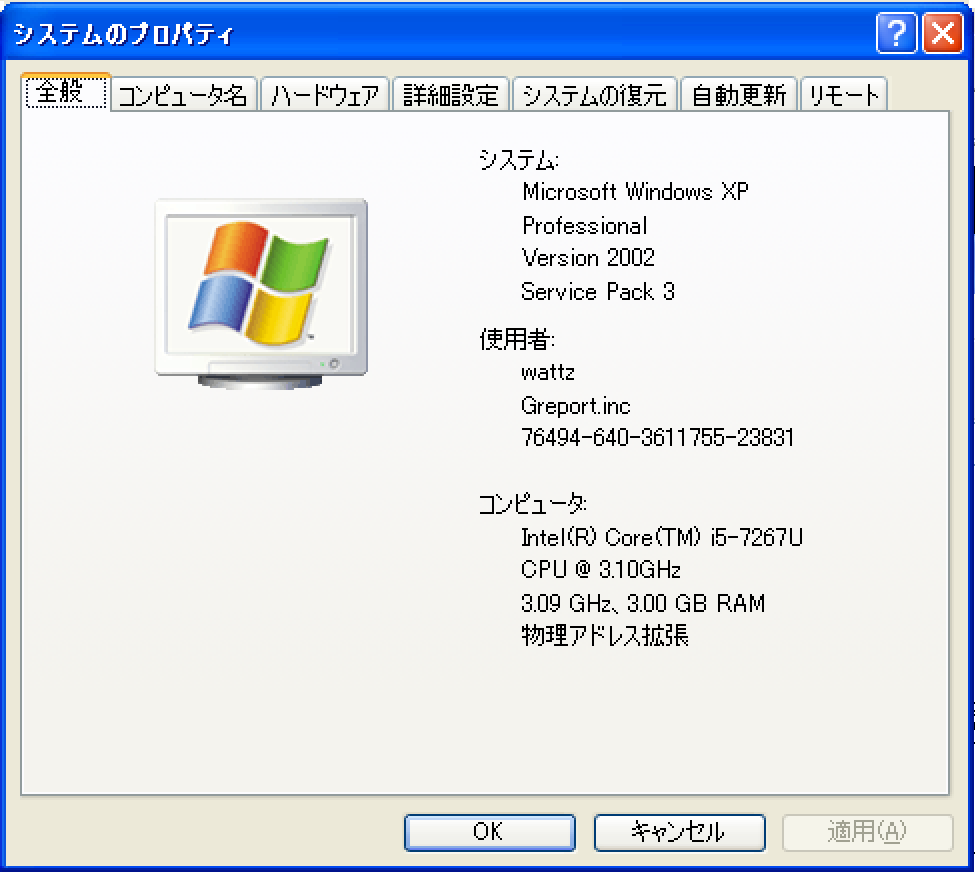 システムのプロパティ
全般
コンピュータ名
ハードウェア
詳細設定
システムの復元
自動更新
リモート
システム:
Microsoft Windows XP
Professional
Version 2002
Service Pack 3
使用者:
wattz
Greport.inc
76494-640-3611755-23831
コンピュータ:
Intel(R) Core(TM) i5-7267U
CPU @ 3.10GHz
3.09 GHz、3.00 GB RAM
物理アドレス拡張
OK
キャンセル
適用(A)